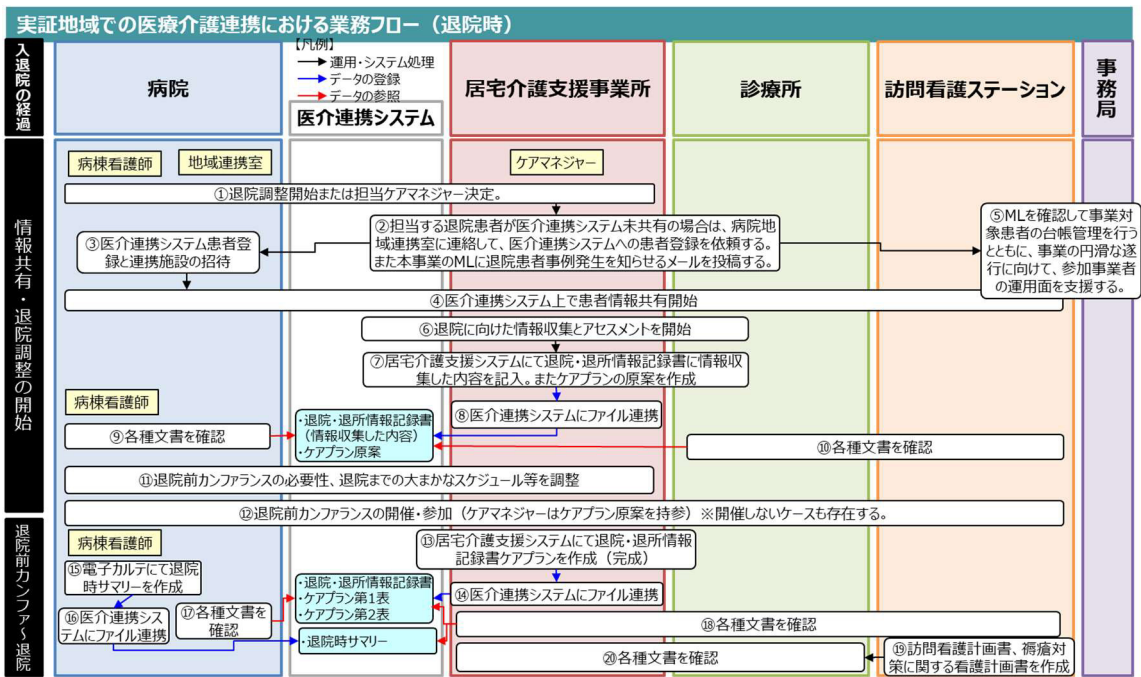 実証地域での医療介護連携における業務フロー（退院時）
入退院の経過
病院
【凡例】
運用・システム処理
データの登録
データの参照
医介連携システム
居宅介護支援事業所
診療所
訪問看護ステーション
事務局
情報共有・退院調整の開始
病棟看護師
地域連携室
ケアマネジャー
①退院調整開始または担当ケアマネジャー決定。
②担当する退院患者が医介連携システム未共有の場合は、病院地
域連携室に連絡して、医介連携システムへの患者登録を依頼する。
また本事業のMLに退院患者事例発生を知らせるメールを投稿する。
③医介連携システム患者登
録と連携施設の招待
⑤MLを確認して事業対
象患者の台帳管理を行う
とともに、事業の円滑な遂
行に向けて、参加事業者
の運用面を支援する。
④医介連携システム上で患者情報共有開始
⑥退院に向けた情報収集とアセスメントを開始
⑦居宅介護支援システムにて退院・退所情報記録書に情報収
集した内容を記入。またケアプランの原案を作成
病棟看護師
⑧医介連携システムにファイル連携
⑨各種文書を確認
・退院・退所情報記録書
（情報収集した内容）
・ケアプラン原案
⑩各種文書を確認
⑪退院前カンファランスの必要性、退院までの大まかなスケジュール等を調整
⑫退院前カンファランスの開催・参加（ケアマネジャーはケアプラン原案を持参）※開催しないケースも存在する。
退院前カンファ～退院
病棟看護師
⑬居宅介護支援システムにて退院・退所情報
記録書ケアプランを作成（完成）
⑮電子カルテにて退院
時サマリーを作成
・退院・退所情報記録書
・ケアプラン第1表
・ケアプラン第2表
⑭医介連携システムにファイル連携
⑯医介連携シス
テムにファイル連携
⑰各種文書を
確認
⑱各種文書を確認
・退院時サマリー
⑲訪問看護計画書、褥瘡対
策に関する看護計画書を作成
⑳各種文書を確認